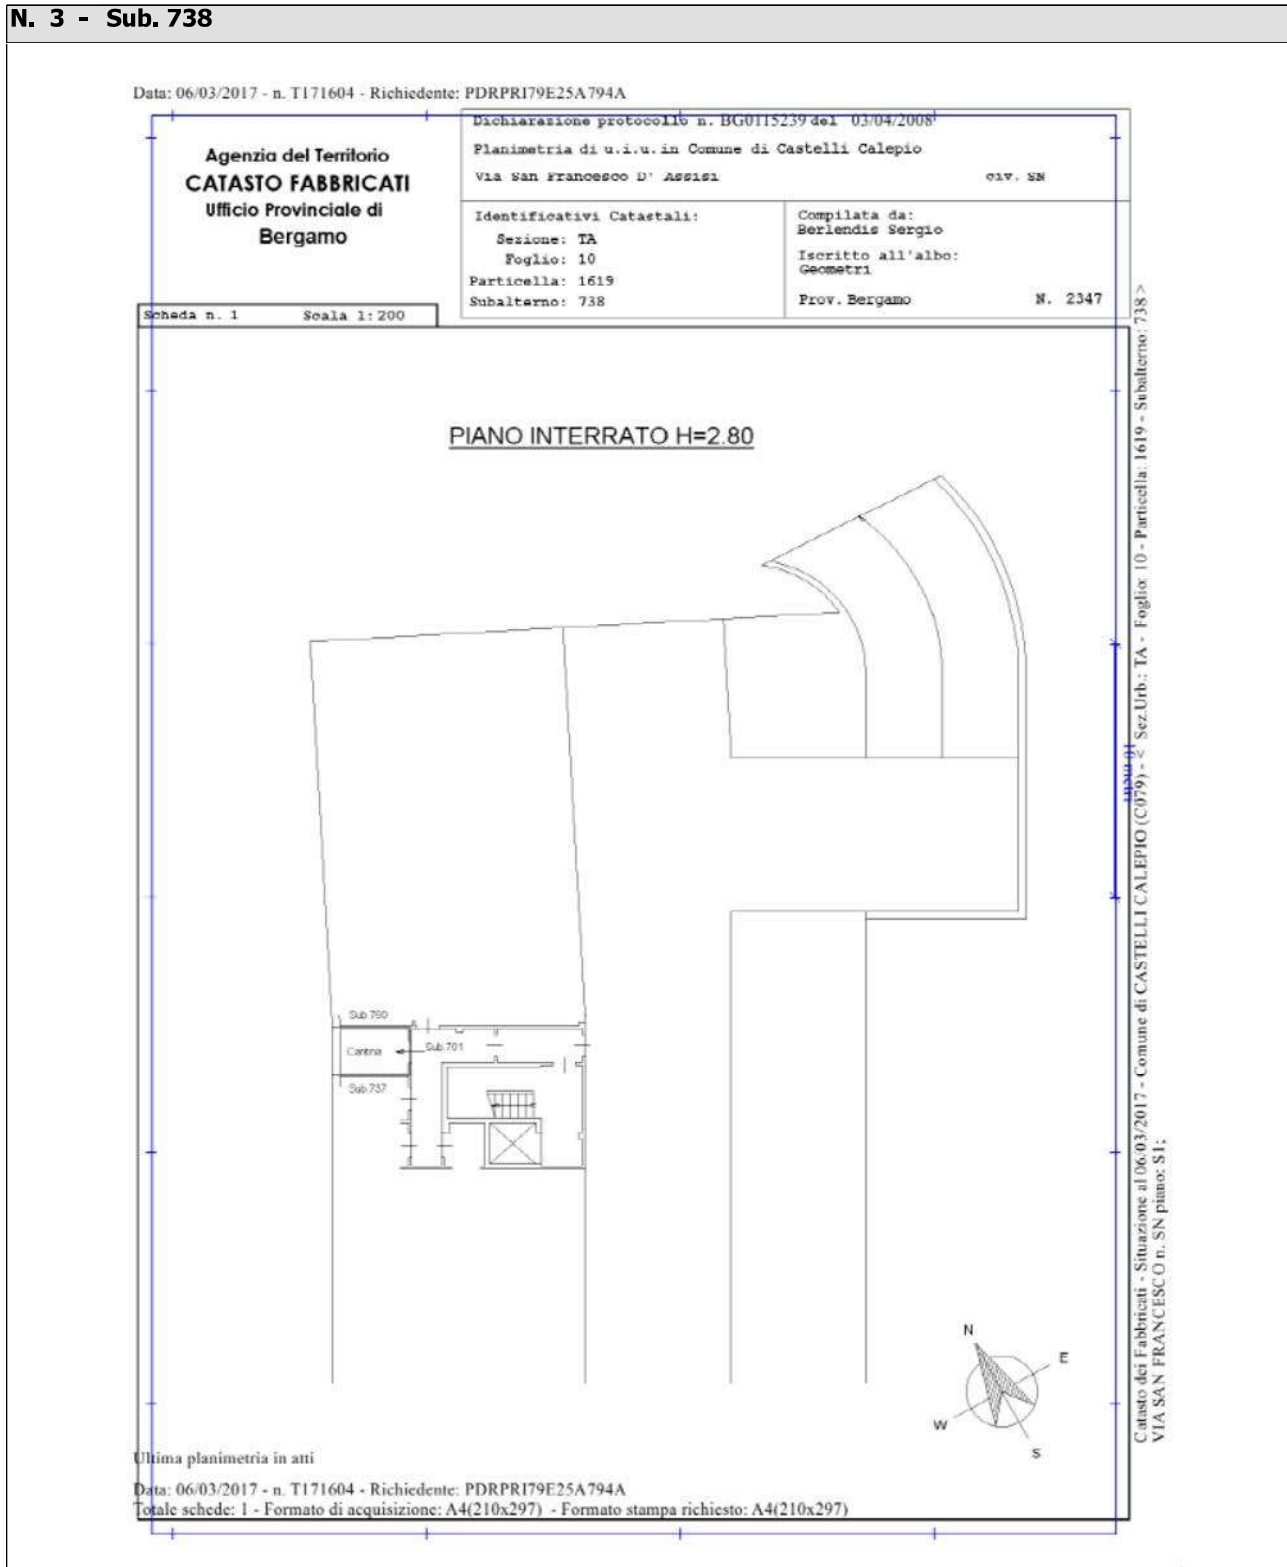 N. 3 - Sub. 738
Data: 06/03/2017 - n. T171604 - Richiedente: PDRPRI79E25A794A
Agenzia del Territorio
CATASTO FABBRICATI
Ufficio Provinciale di
Bergamo
Dichiarazione protocollo n. BG0115239 del 03/04/2008
Planimetria di u.i.u. in Comune di Castelli Calepio
Via San Francesco D' Assisi civ. SN
Identificativi Catastali:
Sezione: TA
Foglio: 10
Particella: 1619
Subalterno: 738
Compilata da:
Berlendis Sergio
Iscritto all'albo:
Geometri
Prov. Bergamo N. 2347
Scheda n. 1 Scala 1:200
PIANO INTERRATO H=2.80
Sub.760
Cantina
Sub.701
Sub.737
N
E
W
S
10 metri
Catasto dei Fabbricati - Situazione al 06/03/2017 - Comune di CASTELLI CALEPIO (C079) - < Sez.Urb.: TA - Foglio: 10 - Particella: 1619 - Subalterno: 738 >
VIA SAN FRANCESCO n. SN piano: S1;
Ultima planimetria in atti
Data: 06/03/2017 - n. T171604 - Richiedente: PDRPRI79E25A794A
Totale schede: 1 - Formato di acquisizione: A4(210x297) - Formato stampa richiesto: A4(210x297)